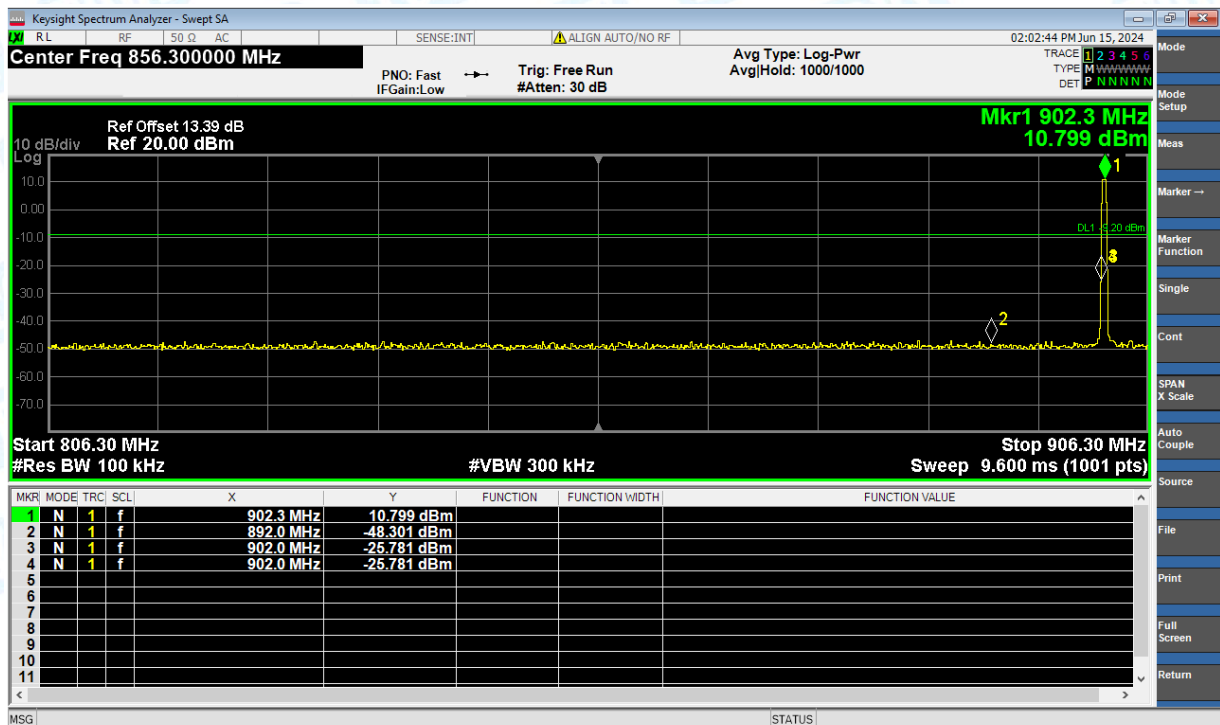 Keysight Spectrum Analyzer - Swept SA
LXI RL RF 50 Ω AC SENSE:INT ALIGN AUTO/NO RF 02:02:44 PM Jun 15, 2024
Center Freq 856.300000 MHz
PNO: Fast
IFGain:Low
Trig: Free Run
#Atten: 30 dB
Avg Type: Log-Pwr
Avg|Hold: 1000/1000
TRACE 1 2 3 4 5 6
TYPE M WWWWW
DET P N N N N N
Mkr1 902.3 MHz
10.799 dBm
Ref Offset 13.39 dB
10 dB/div Ref 20.00 dBm
Log
10.0
0.00
-10.0
-20.0
-30.0
-40.0
-50.0
-60.0
-70.0
1
DL1 -9.20 dBm
2
Start 806.30 MHz Stop 906.30 MHz
#Res BW 100 kHz #VBW 300 kHz Sweep 9.600 ms (1001 pts)
MKR MODE TRC SCL X Y FUNCTION FUNCTION WIDTH FUNCTION VALUE
1 N 1 f 902.3 MHz 10.799 dBm
2 N 1 f 892.0 MHz -48.301 dBm
3 N 1 f 902.0 MHz -25.781 dBm
4 N 1 f 902.0 MHz -25.781 dBm
5
6
7
8
9
10
11
MSG STATUS
Mode
Mode
Setup
Meas
Marker →
Marker
Function
Single
Cont
SPAN
X Scale
Auto
Couple
Source
File
Print
Full
Screen
Return